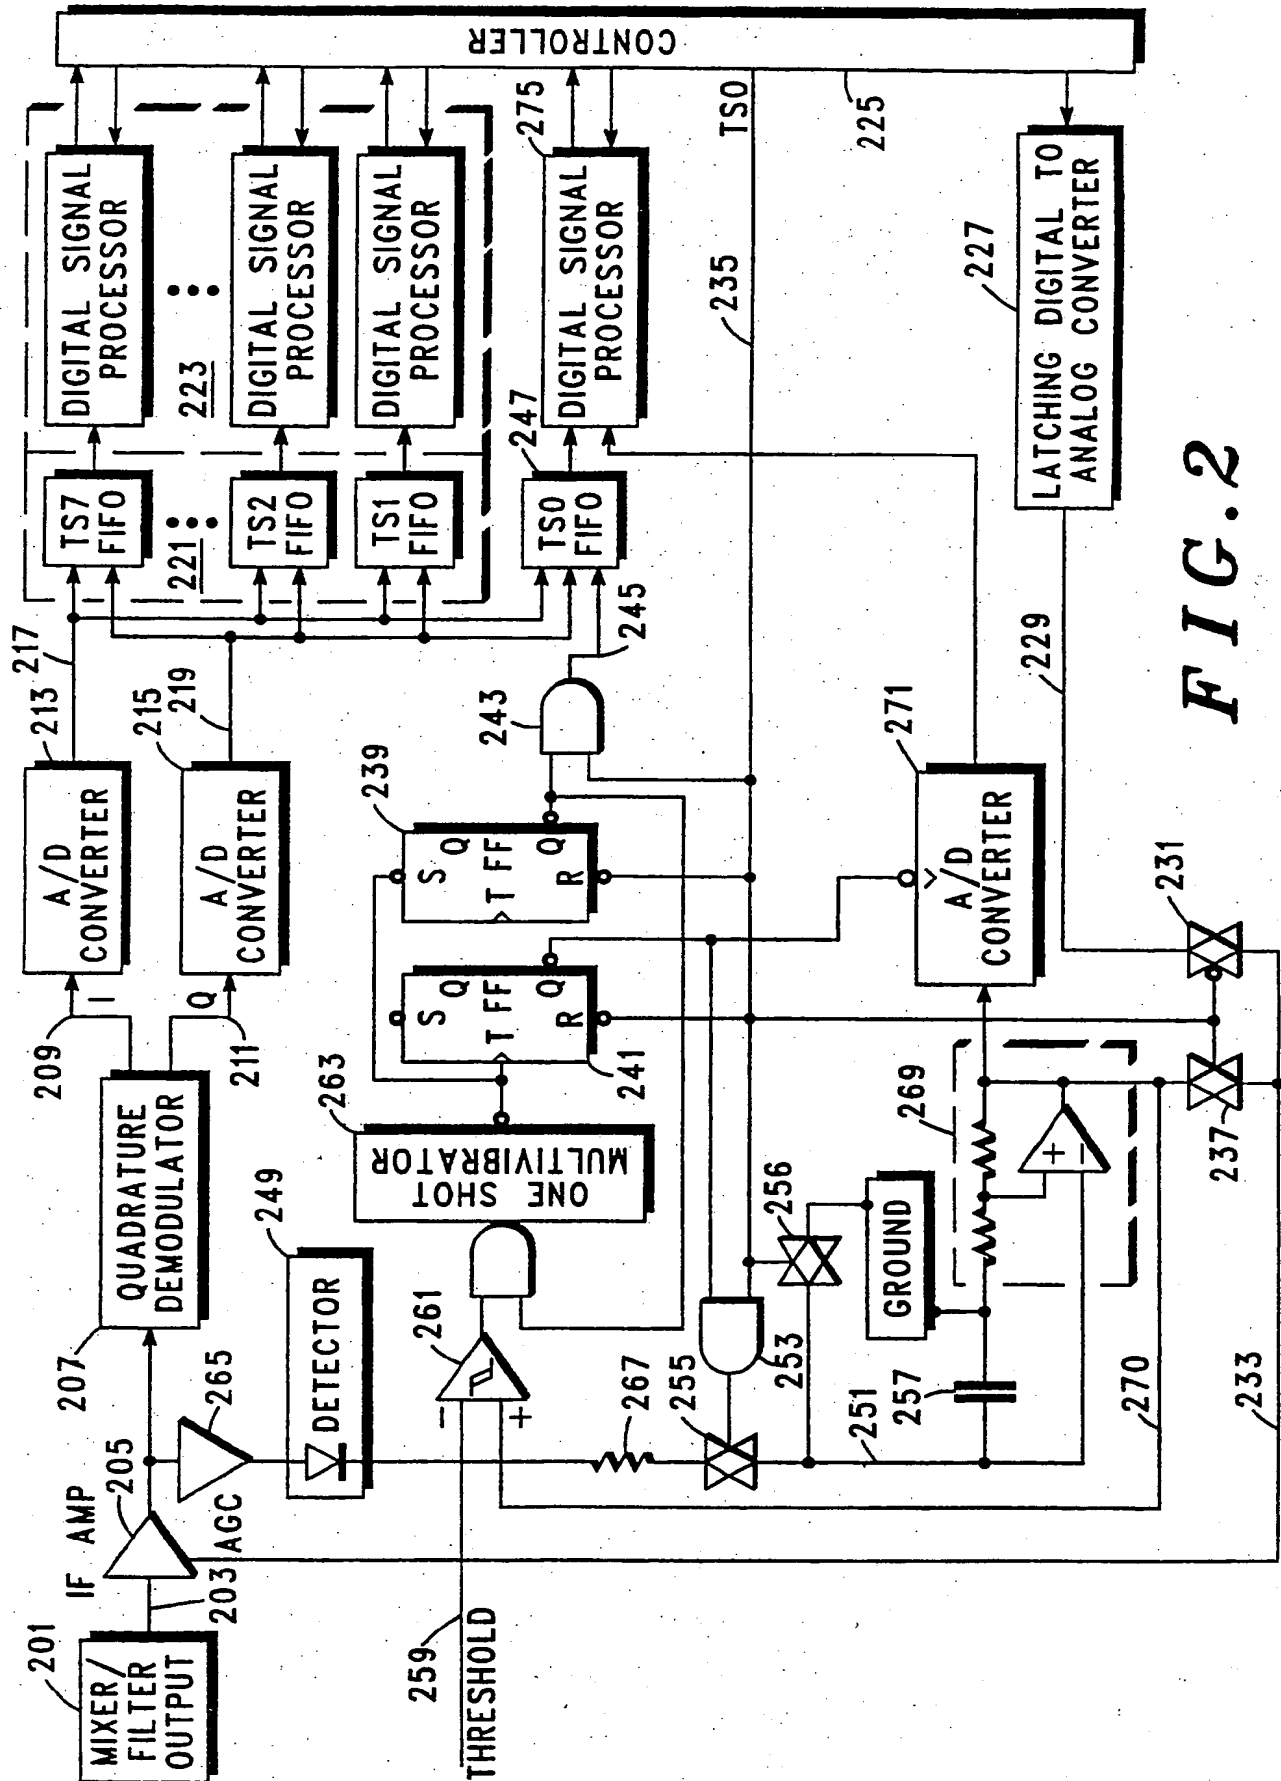 201
MIXER/
FILTER
OUTPUT
203
IF AMP
205
AGC
207
QUADRATURE
DEMODULATOR
209
I
211
Q
213
A/D
CONVERTER
217
215
A/D
CONVERTER
219
TS7
FIFO
221
TS2
FIFO
TS1
FIFO
DIGITAL SIGNAL
PROCESSOR
223
DIGITAL SIGNAL
PROCESSOR
DIGITAL SIGNAL
PROCESSOR
247
TS0
FIFO
275
DIGITAL SIGNAL
PROCESSOR
CONTROLLER
265
249
DETECTOR
259
THRESHOLD
261
-
+
263
ONE SHOT
MULTIVIBRATOR
241
S
Q
T FF
Q
R
239
S
Q
T FF
Q
R
243
245
TS0
235
225
267
255
253
256
GROUND
251
257
269
+
-
270
271
A/D
CONVERTER
237
231
233
229
227
LATCHING DIGITAL TO
ANALOG CONVERTER
FIG.2